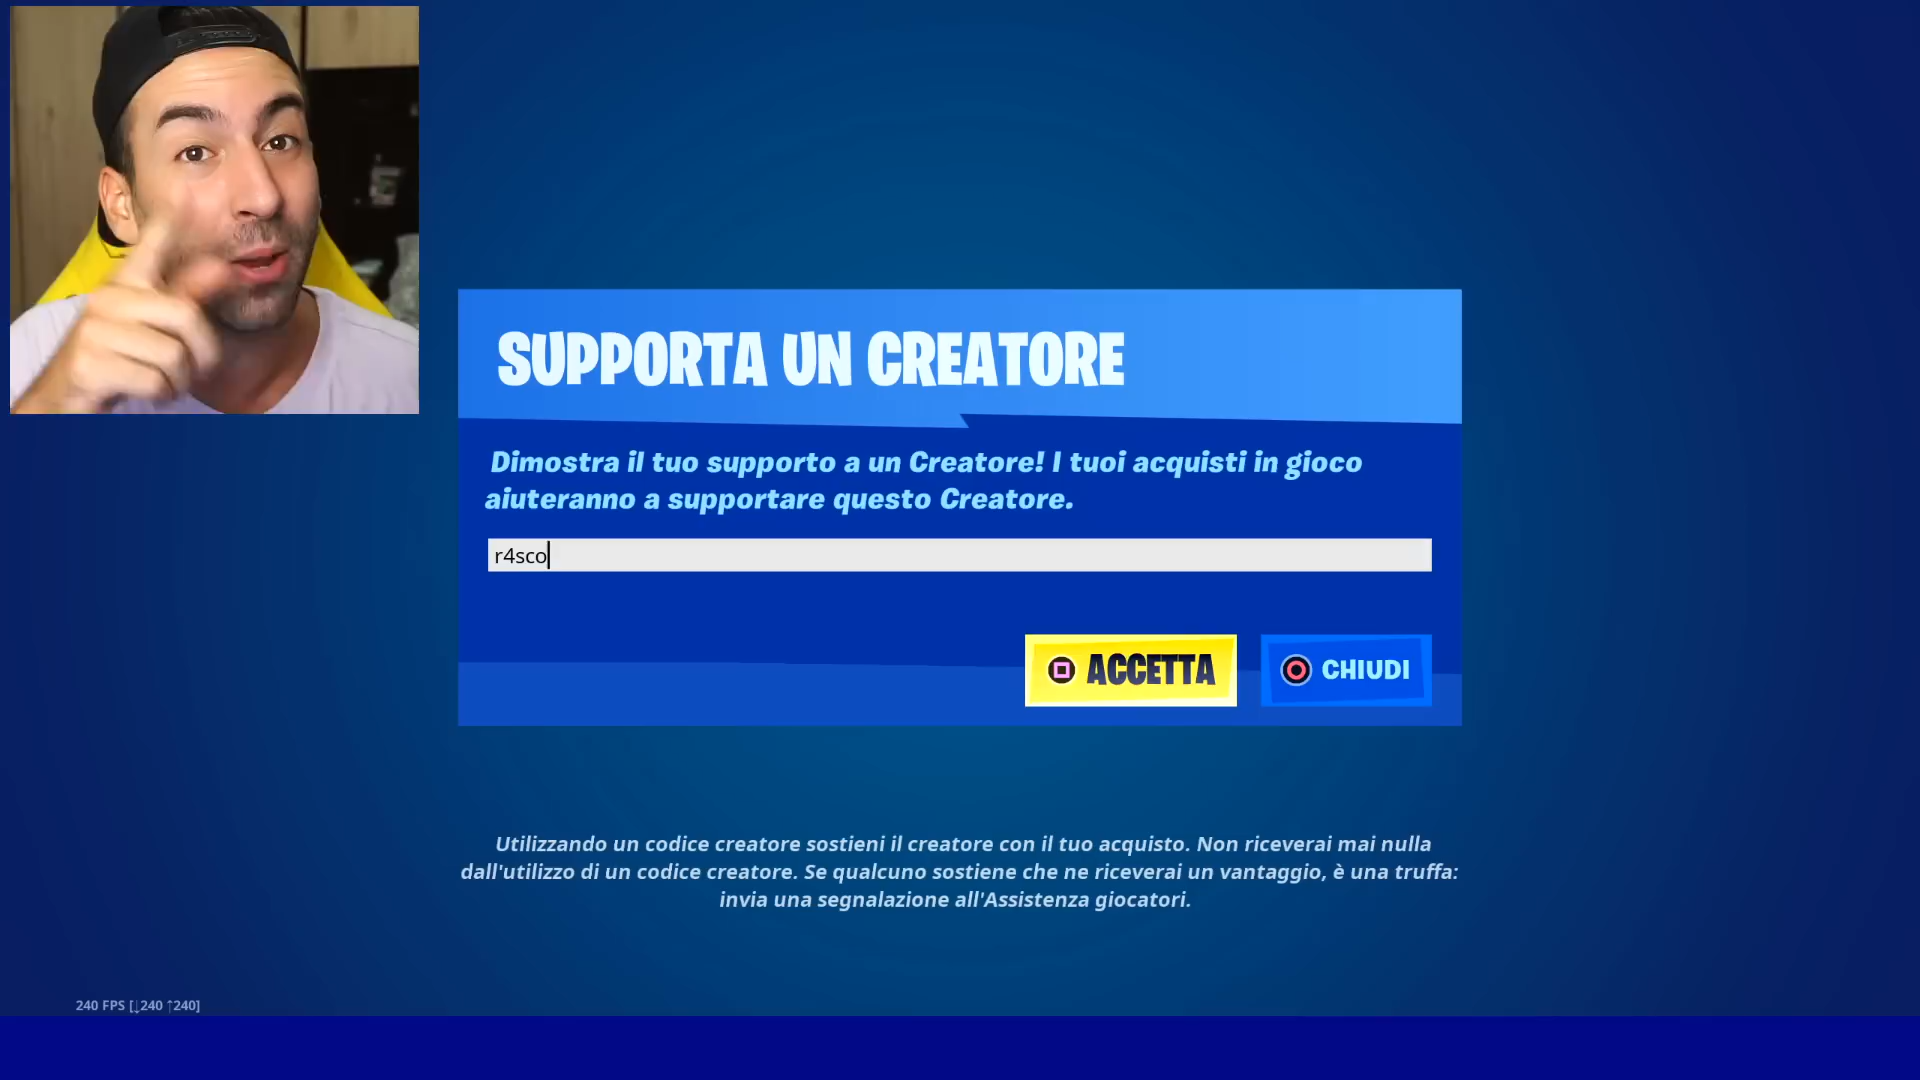 SUPPORTA UN CREATORE
Dimostra il tuo supporto a un Creatore! I tuoi acquisti in gioco
aiuteranno a supportare questo Creatore.
r4sco
ACCETTA
CHIUDI
Utilizzando un codice creatore sostieni il creatore con il tuo acquisto. Non riceverai mai nulla
dall'utilizzo di un codice creatore. Se qualcuno sostiene che ne riceverai un vantaggio, è una truffa:
invia una segnalazione all'Assistenza giocatori.
240 FPS [↓240 ↑240]